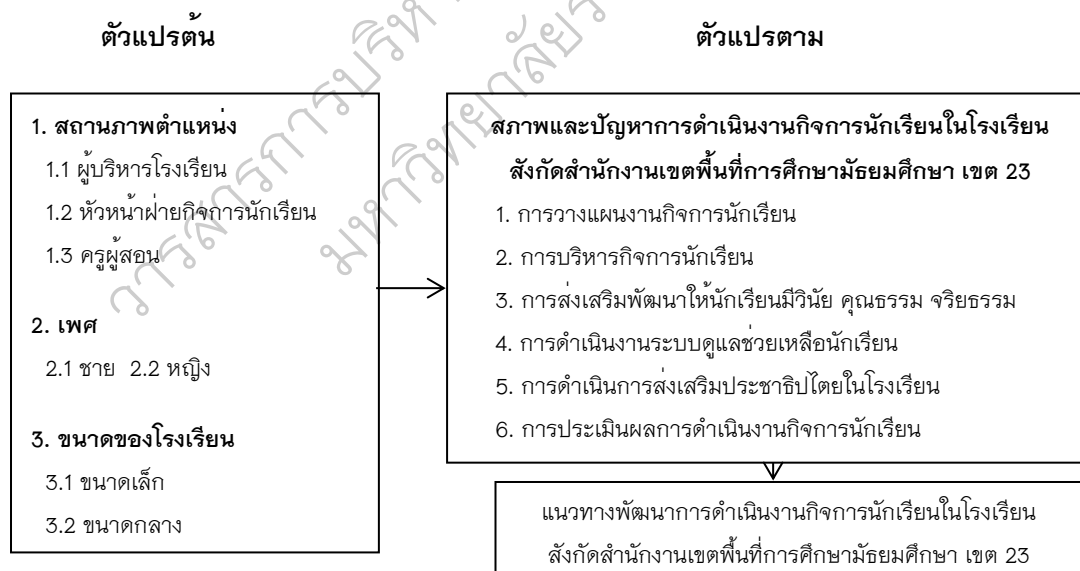 ตัวแปรต้น
ตัวแปรตาม
1. สถานภาพตำแหน่ง
1.1 ผู้บริหารโรงเรียน
1.2 หัวหน้าฝ่ายกิจการนักเรียน
1.3 ครูผู้สอน
2. เพศ
2.1 ชาย 2.2 หญิง
3. ขนาดของโรงเรียน
3.1 ขนาดเล็ก
3.2 ขนาดกลาง
สภาพและปัญหาการดำเนินงานกิจการนักเรียนในโรงเรียน
สังกัดสำนักงานเขตพื้นที่การศึกษามัธยมศึกษา เขต 23
1. การวางแผนงานกิจการนักเรียน
2. การบริหารกิจการนักเรียน
3. การส่งเสริมพัฒนาให้นักเรียนมีวินัย คุณธรรม จริยธรรม
4. การดำเนินงานระบบดูแลช่วยเหลือนักเรียน
5. การดำเนินการส่งเสริมประชาธิปไตยในโรงเรียน
6. การประเมินผลการดำเนินงานกิจการนักเรียน
แนวทางพัฒนาการดำเนินงานกิจการนักเรียนในโรงเรียน
สังกัดสำนักงานเขตพื้นที่การศึกษามัธยมศึกษา เขต 23